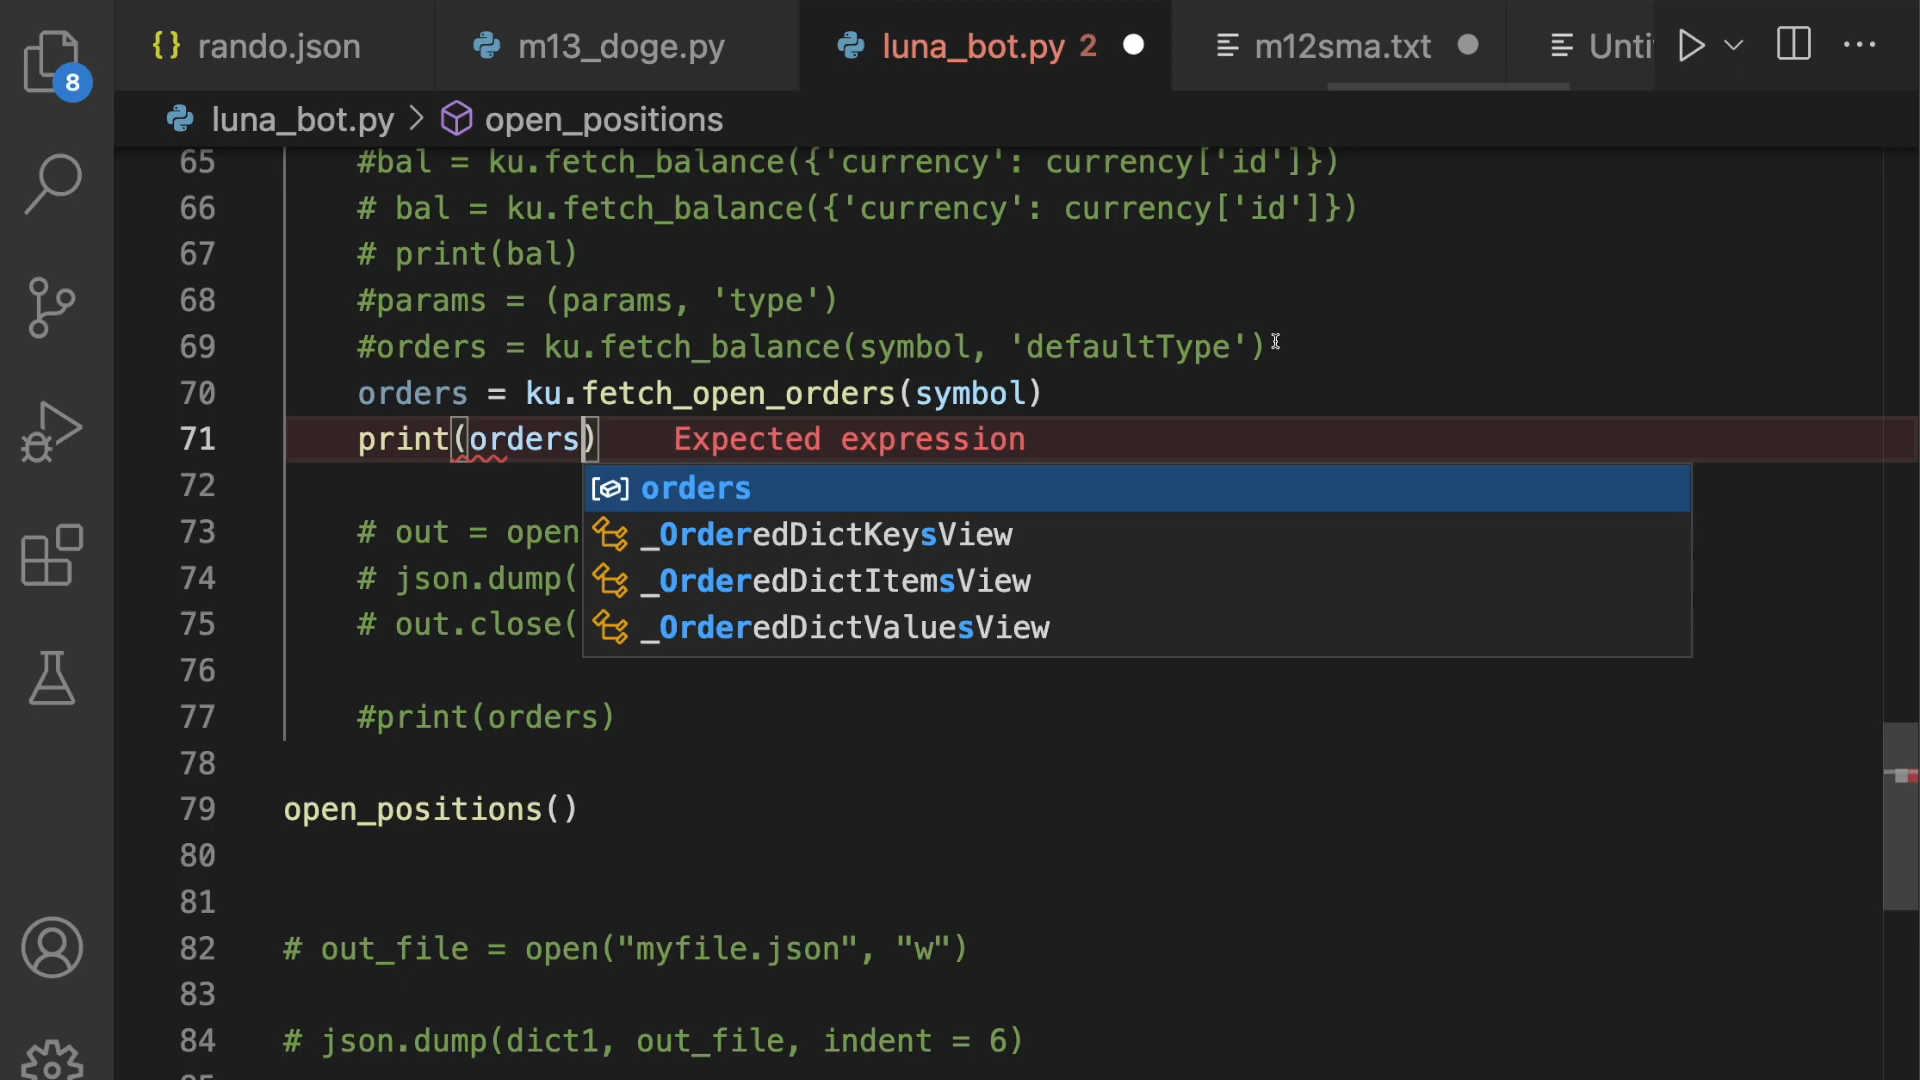 rando.json m13_doge.py luna_bot.py 2 m12sma.txt Unti
8
luna_bot.py > open_positions
65 #bal = ku.fetch_balance({'currency': currency['id']})
66 # bal = ku.fetch_balance({'currency': currency['id']})
67 # print(bal)
68 #params = (params, 'type')
69 #orders = ku.fetch_balance(symbol, 'defaultType')
70 orders = ku.fetch_open_orders(symbol)
71 print(orders) Expected expression
72 orders
_OrderedDictKeysView
_OrderedDictItemsView
_OrderedDictValuesView
73 # out = open
74 # json.dump(
75 # out.close(
76
77 #print(orders)
78
79 open_positions()
80
81
82 # out_file = open("myfile.json", "w")
83
84 # json.dump(dict1, out_file, indent = 6)